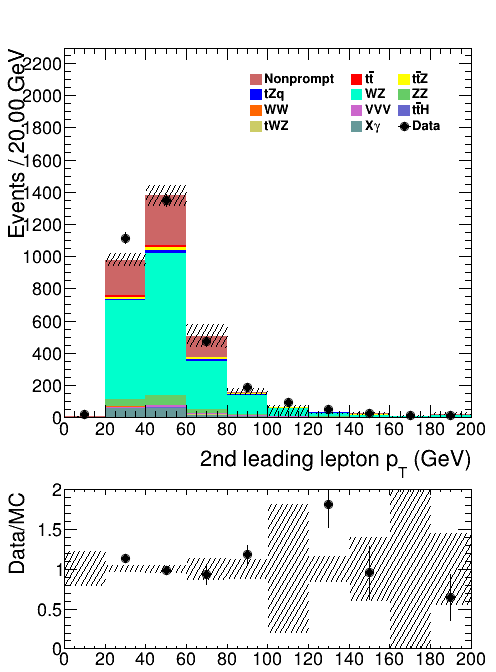 Events / 20.00 GeV
2200
2000
1800
1600
1400
1200
1000
800
600
400
200
0
Nonprompt tt̄ tt̄Z
tZq WZ ZZ
WW VVV tt̄H
tWZ Xγ Data
0 20 40 60 80 100 120 140 160 180 200
2nd leading lepton p_T (GeV)
Data/MC
2
1.5
1
0.5
0
0 20 40 60 80 100 120 140 160 180 200